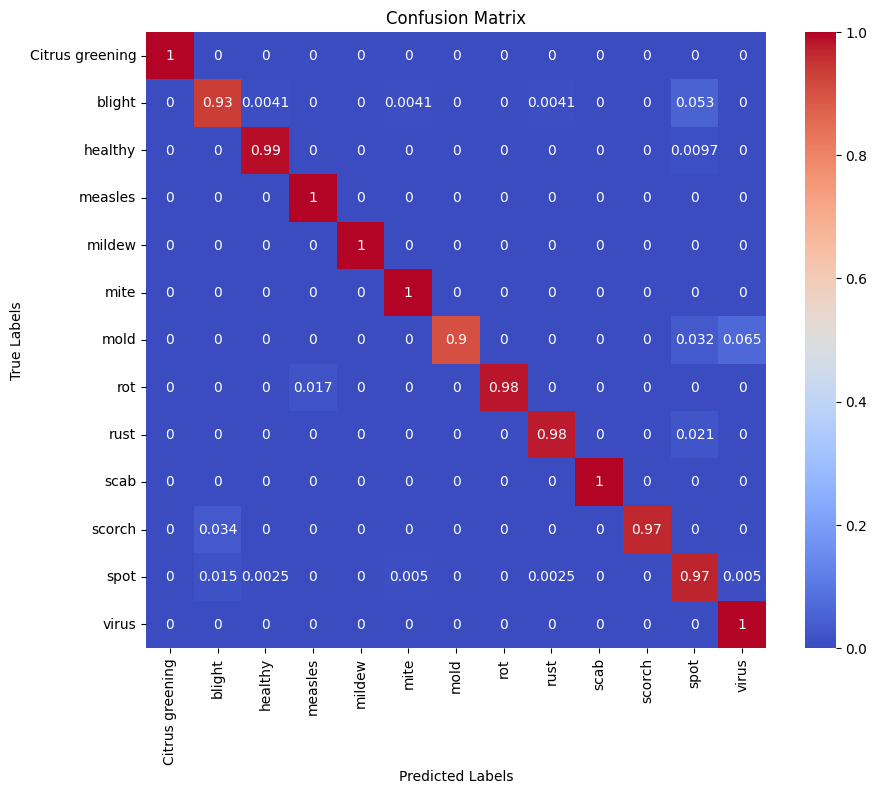 Confusion Matrix
True Labels
Citrus greening 1 0 0 0 0 0 0 0 0 0 0 0 0
blight 0 0.93 0.0041 0 0 0.0041 0 0 0.0041 0 0 0.053 0
healthy 0 0 0.99 0 0 0 0 0 0 0 0 0.0097 0
measles 0 0 0 1 0 0 0 0 0 0 0 0 0
mildew 0 0 0 0 1 0 0 0 0 0 0 0 0
mite 0 0 0 0 0 1 0 0 0 0 0 0 0
mold 0 0 0 0 0 0 0.9 0 0 0 0 0.032 0.065
rot 0 0 0 0.017 0 0 0 0.98 0 0 0 0 0
rust 0 0 0 0 0 0 0 0 0.98 0 0 0.021 0
scab 0 0 0 0 0 0 0 0 0 1 0 0 0
scorch 0 0.034 0 0 0 0 0 0 0 0 0.97 0 0
spot 0 0.015 0.0025 0 0 0.005 0 0 0.0025 0 0 0.97 0.005
virus 0 0 0 0 0 0 0 0 0 0 0 0 1
Citrus greening blight healthy measles mildew mite mold rot rust scab scorch spot virus
Predicted Labels
1.0
0.8
0.6
0.4
0.2
0.0